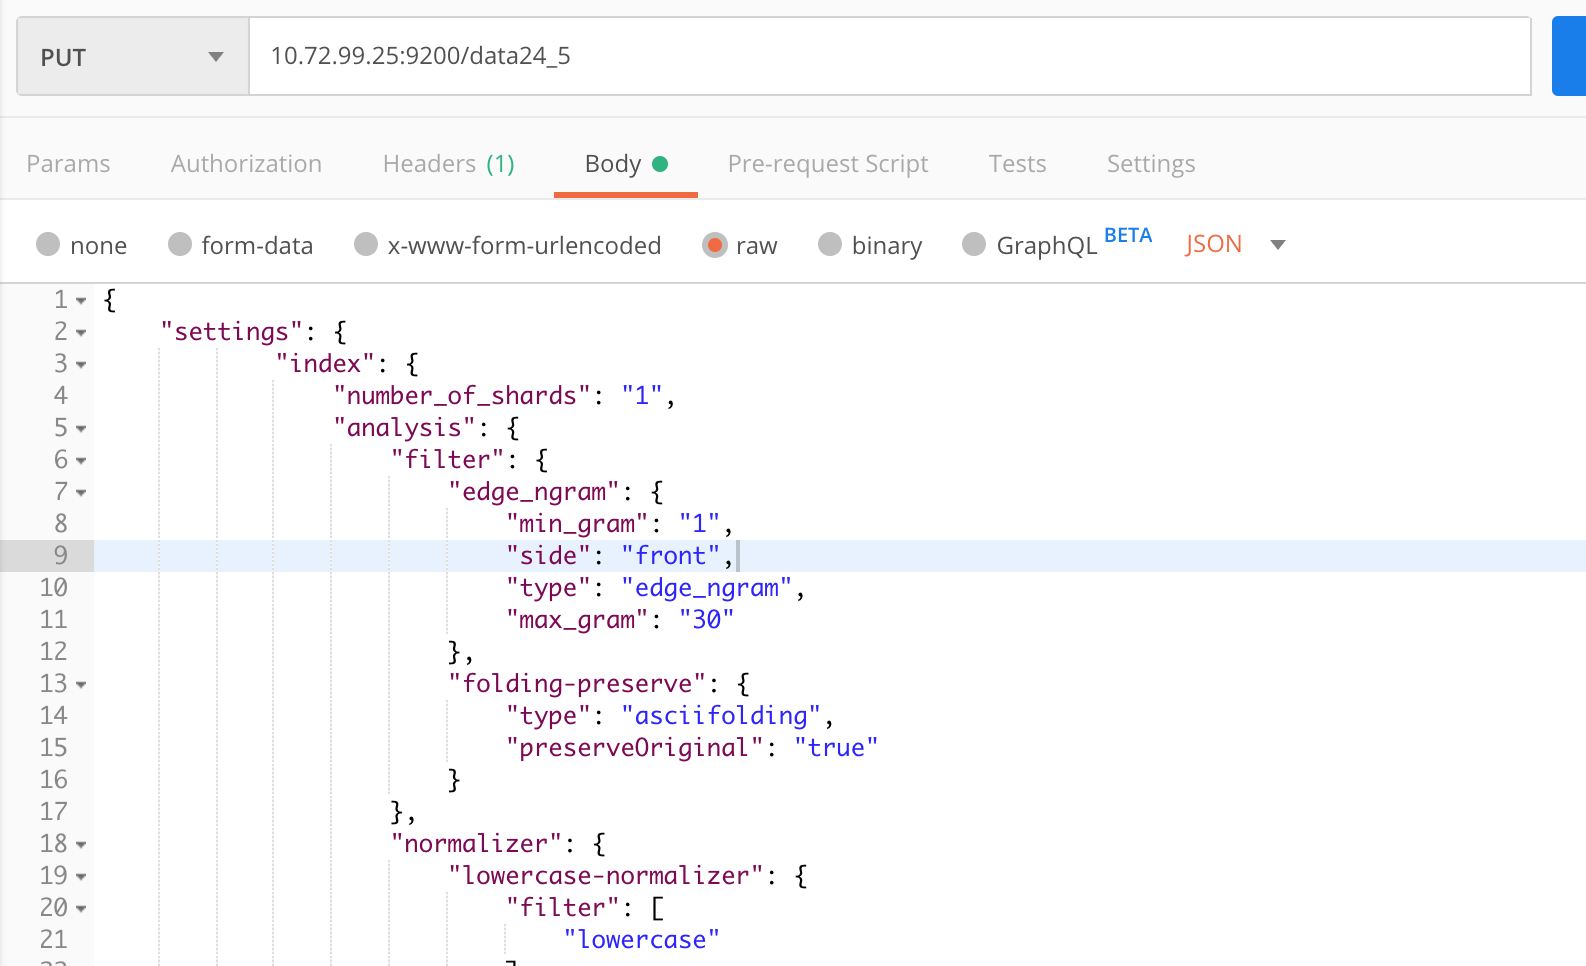 PUT 10.72.99.25:9200/data24_5
Params Authorization Headers (1) Body Pre-request Script Tests Settings
none form-data x-www-form-urlencoded raw binary GraphQL BETA JSON
1 {
2 "settings": {
3 "index": {
4 "number_of_shards": "1",
5 "analysis": {
6 "filter": {
7 "edge_ngram": {
8 "min_gram": "1",
9 "side": "front",
10 "type": "edge_ngram",
11 "max_gram": "30"
12 },
13 "folding-preserve": {
14 "type": "asciifolding",
15 "preserveOriginal": "true"
16 }
17 },
18 "normalizer": {
19 "lowercase-normalizer": {
20 "filter": [
21 "lowercase"